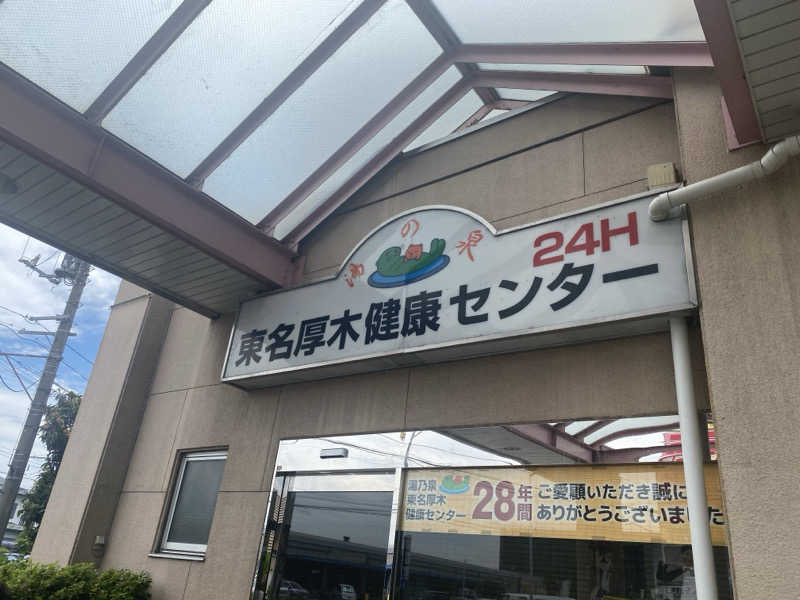 湯の泉
24H
東名厚木健康センター
湯乃泉
東名厚木
健康センター
28年間
ご愛顧いただき誠に
ありがとうございました